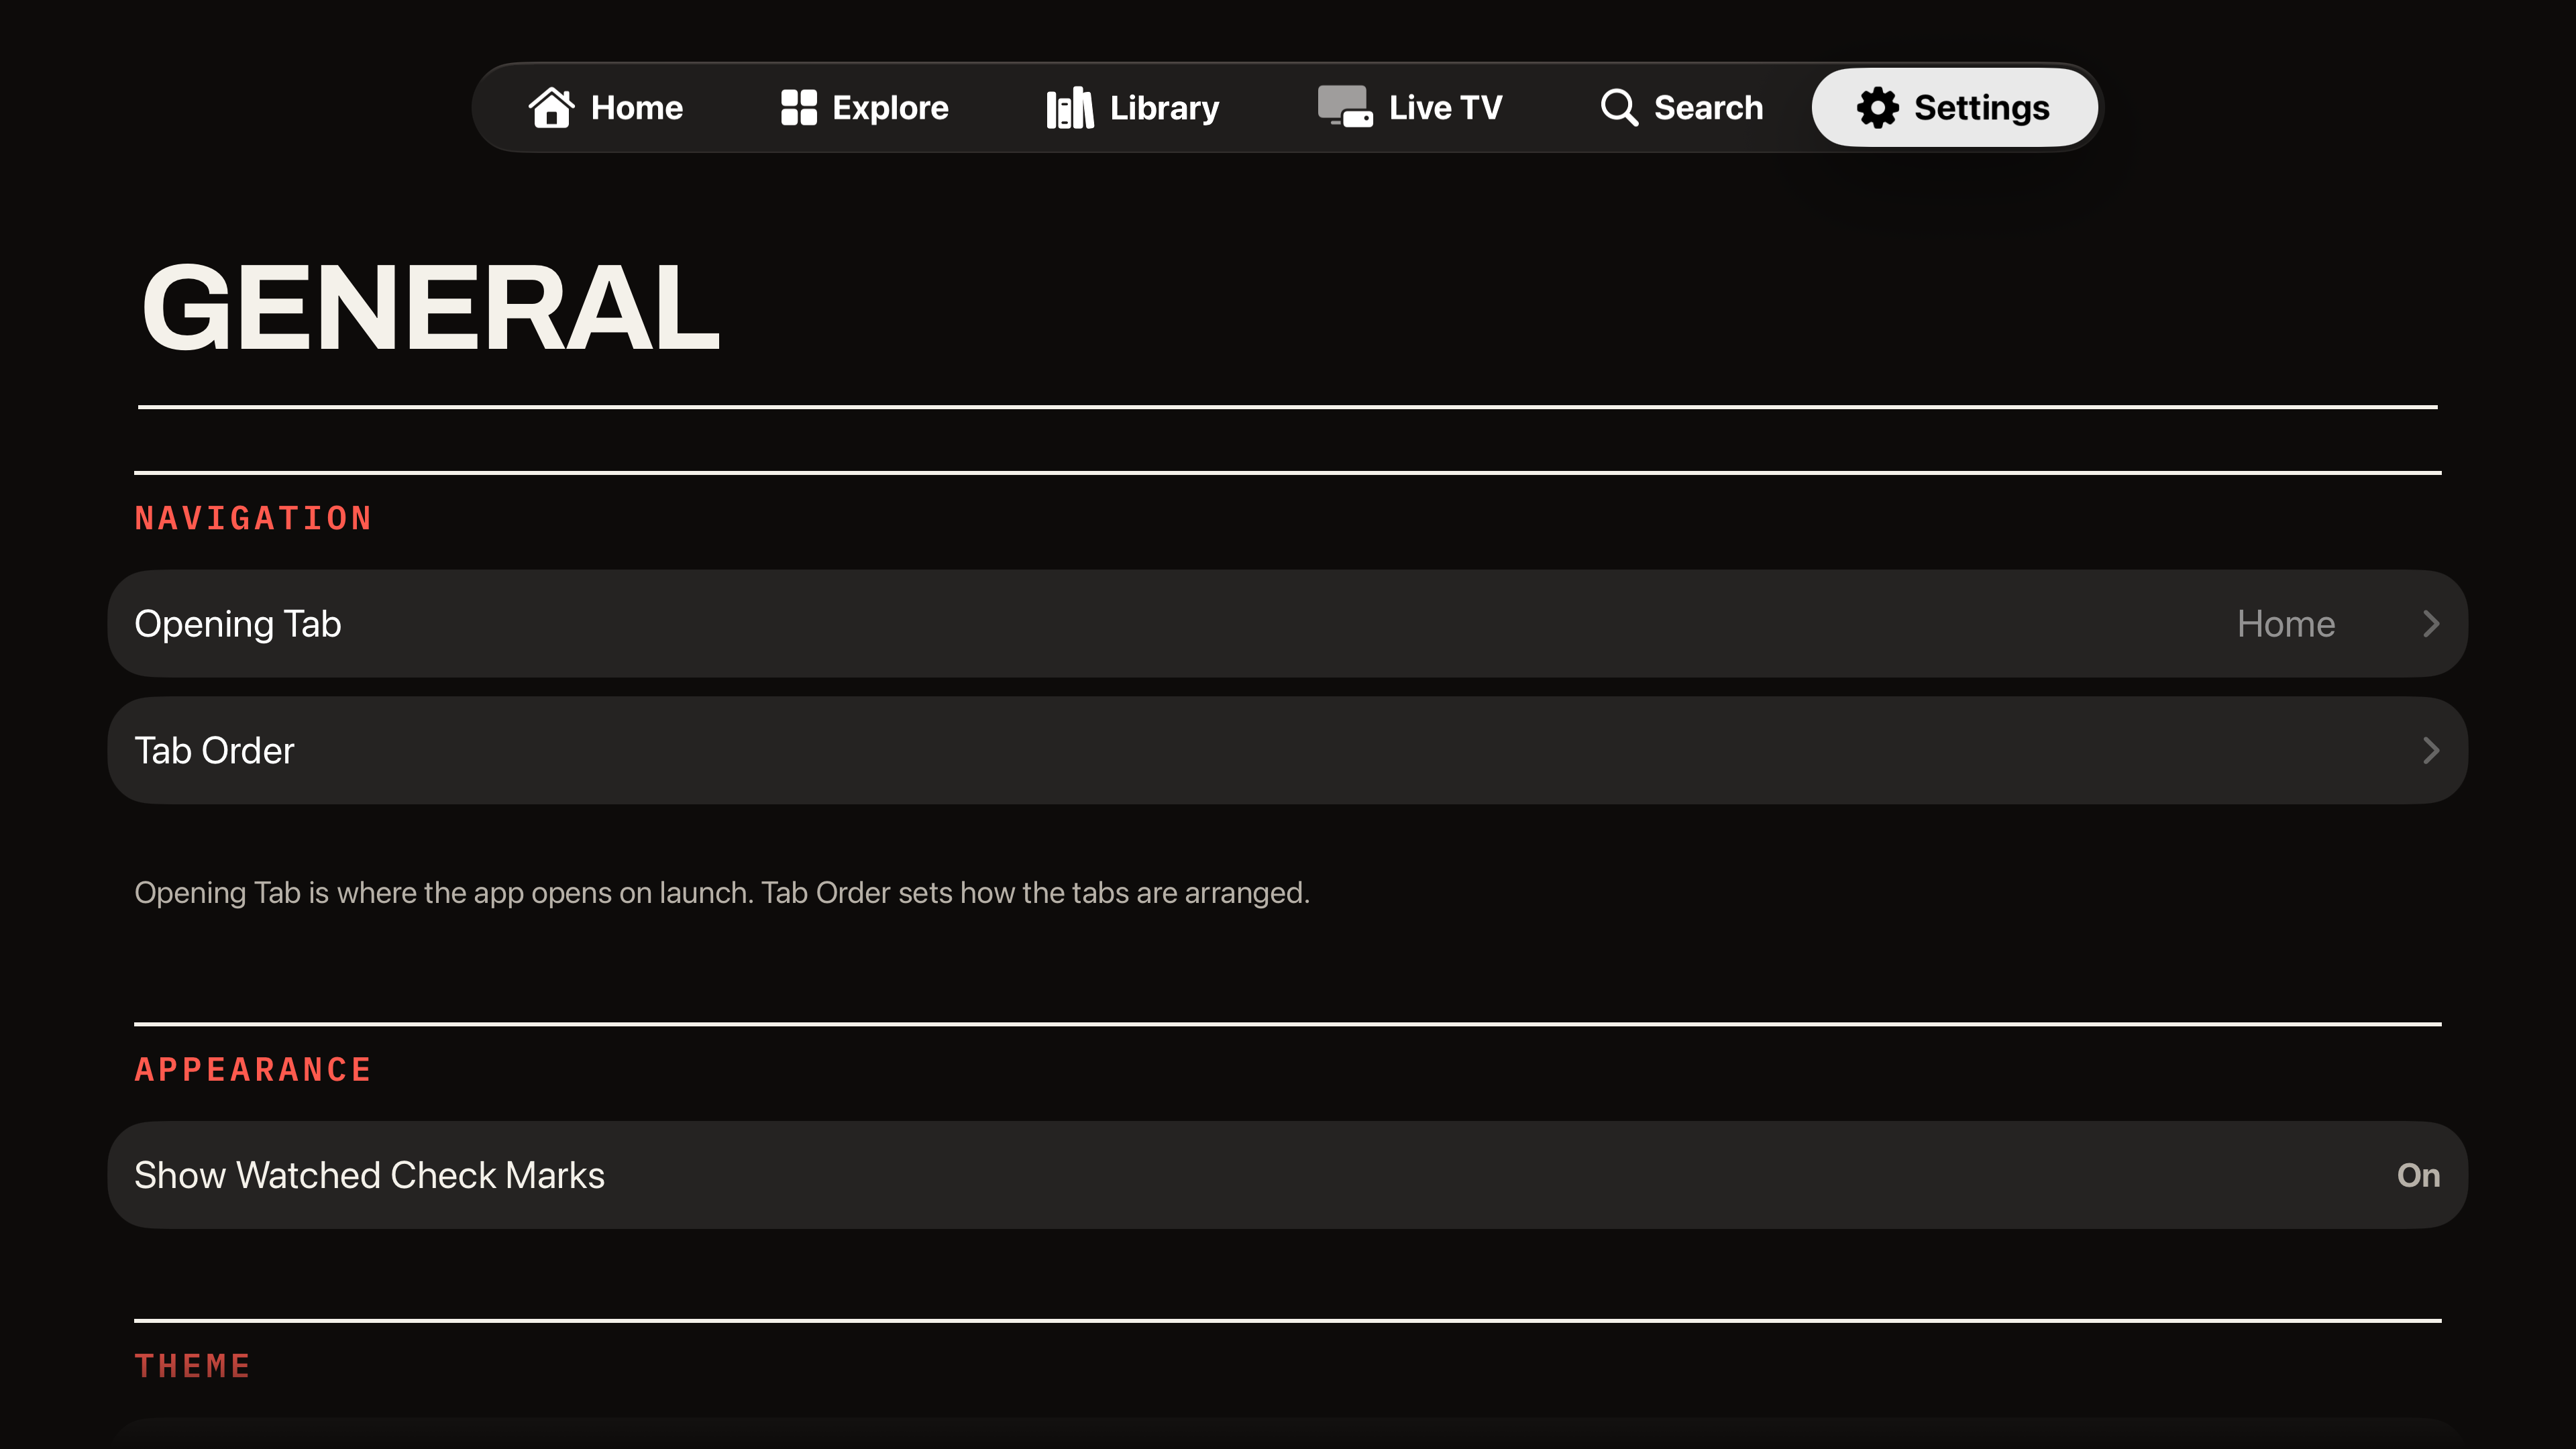 Home Explore Library Live TV Search Settings
GENERAL
NAVIGATION
Opening Tab Home
Tab Order
Opening Tab is where the app opens on launch. Tab Order sets how the tabs are arranged.
APPEARANCE
Show Watched Check Marks On
THEME